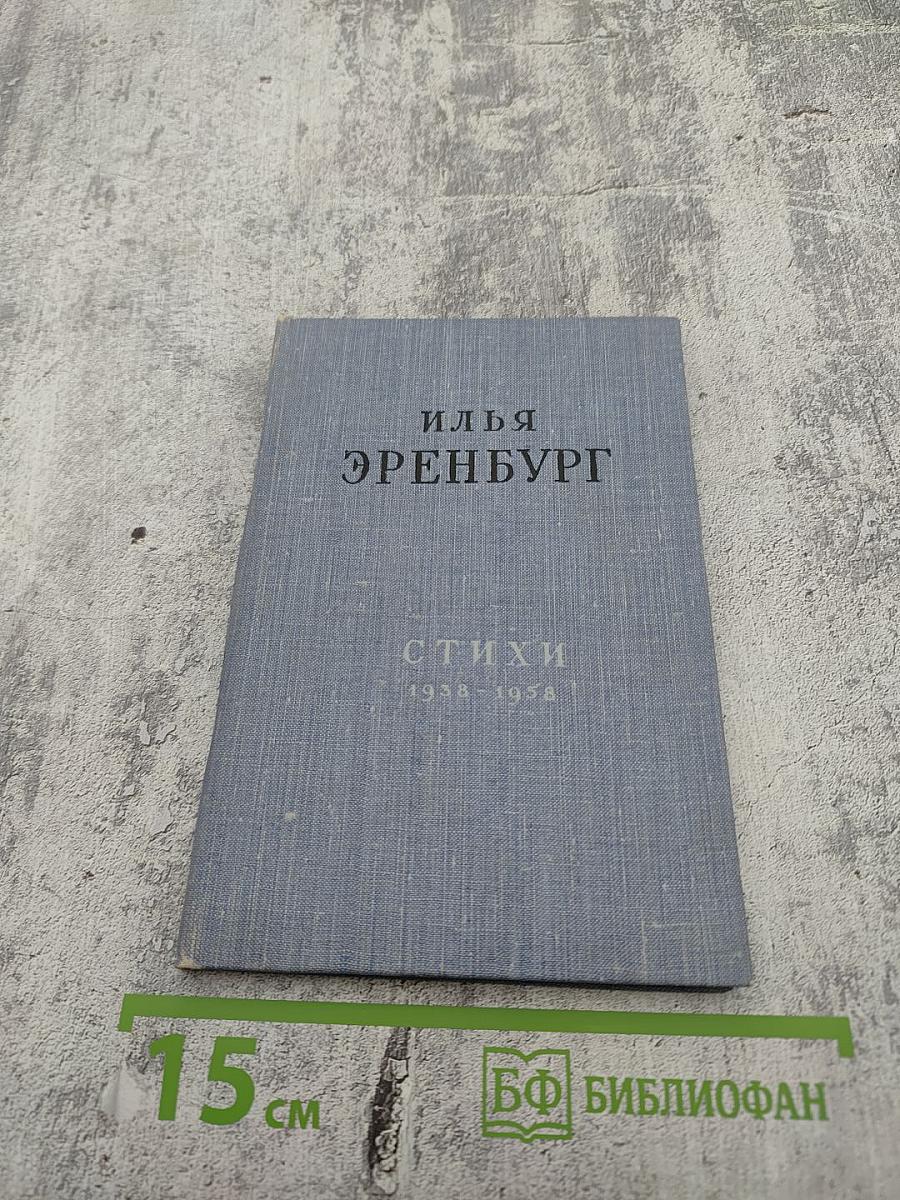 ИЛЬЯ
ЭРЕНБУРГ
СТИХИ
1938-1958
15 см
БФ БИБЛИОФАН